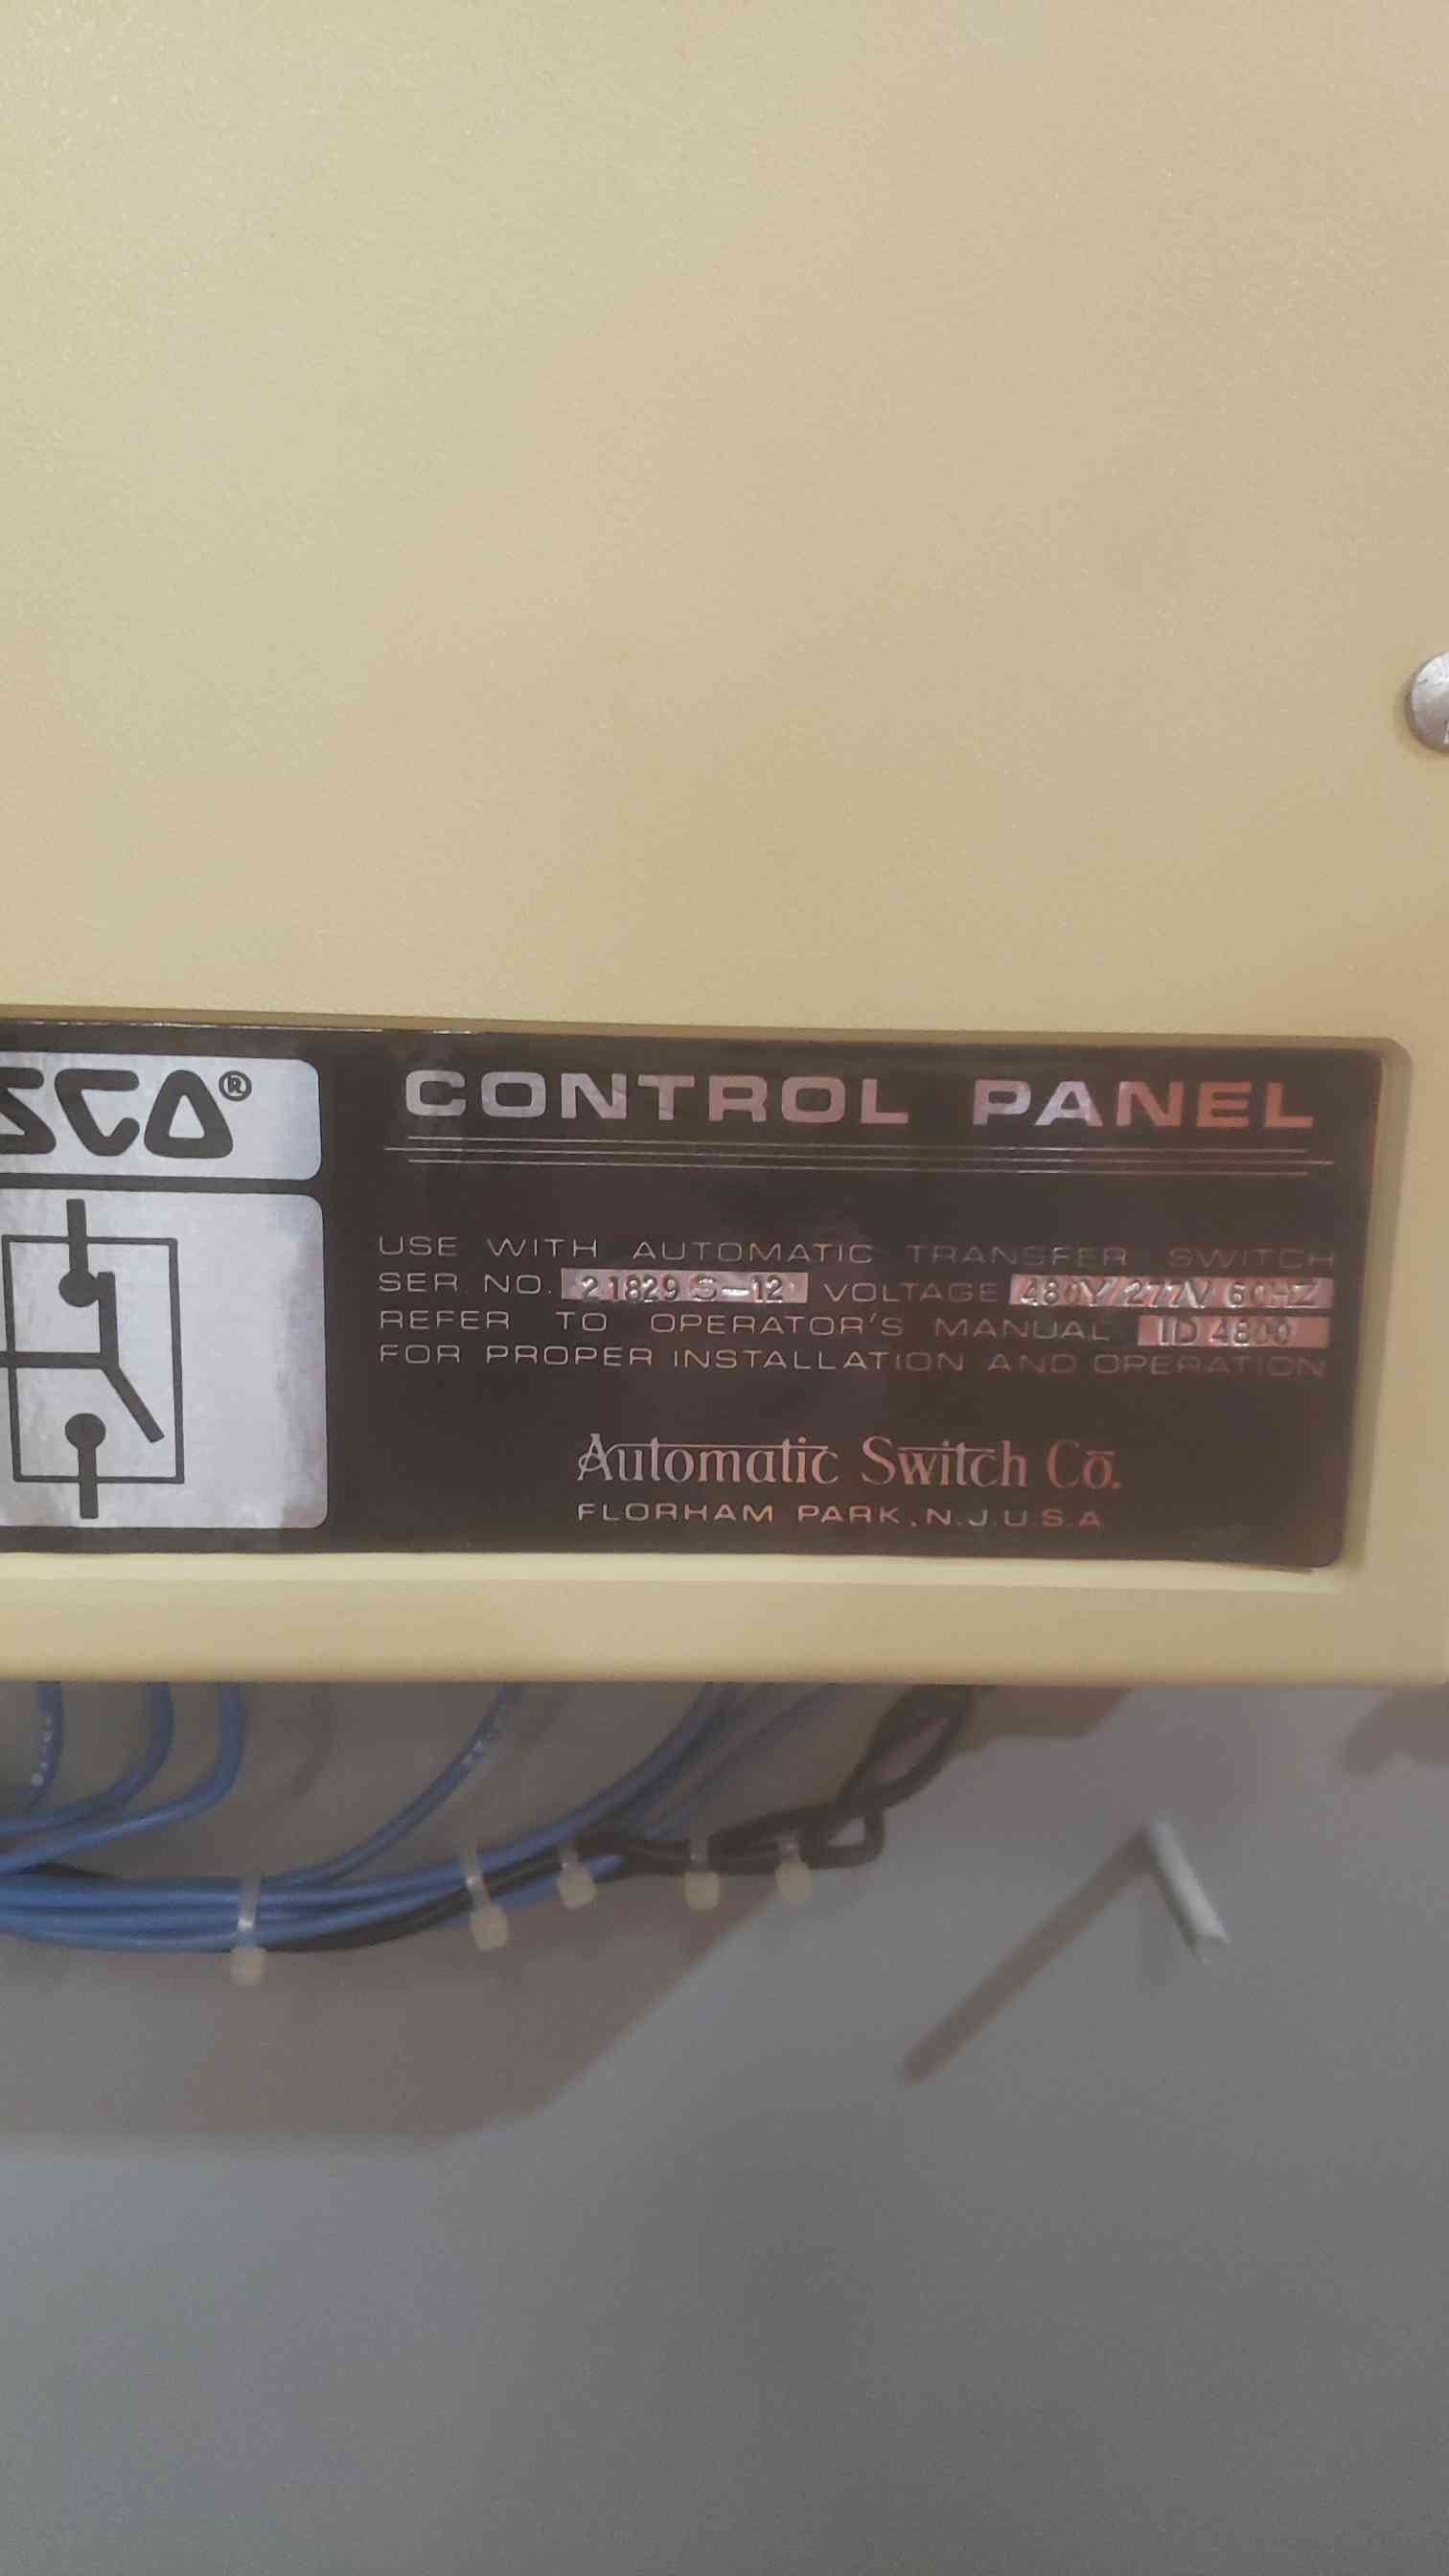 SCO®
CONTROL PANEL
USE WITH AUTOMATIC TRANSFER SWITCH
SER. NO. 21829 S-12 VOLTAGE 480Y/277V 60HZ
REFER TO OPERATOR'S MANUAL ID
FOR PROPER INSTALLATION AND OPERATION
Automatic Switch Co.
FLORHAM PARK, N.J.U.S.A